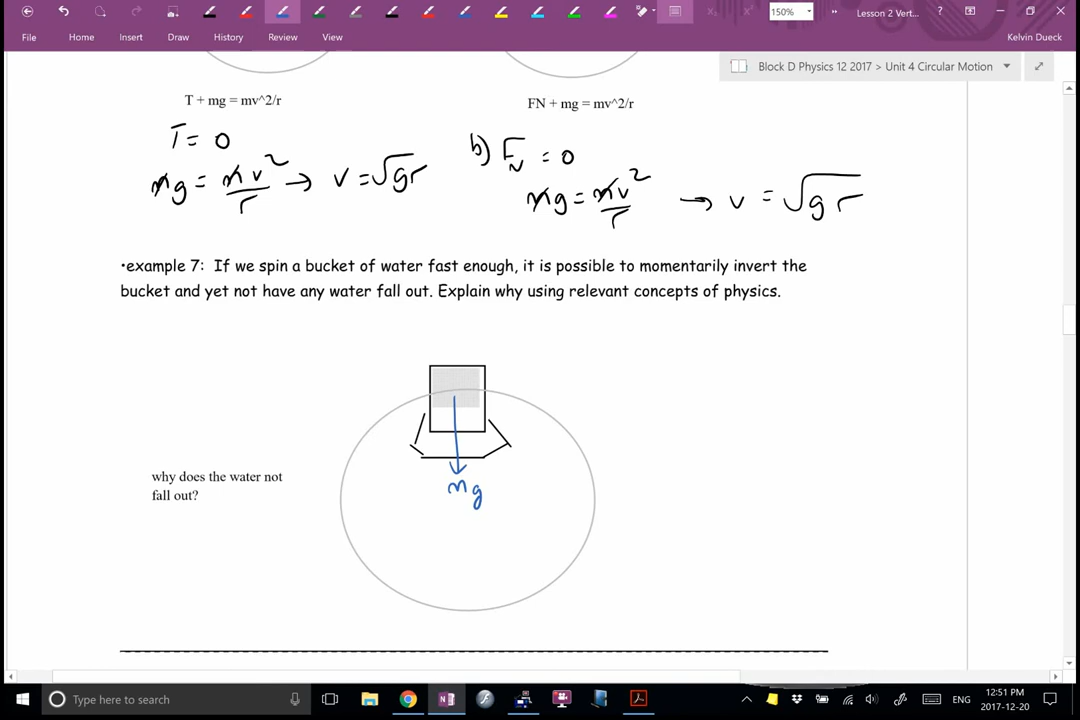 150%
Lesson 2 Vert...
?
File
Home
Insert
Draw
History
Review
View
Kelvin Dueck
Block D Physics 12 2017 > Unit 4 Circular Motion
T + mg = mv^2/r
FN + mg = mv^2/r
T = 0
mg = mv²/r → v = √gr
b) FN = 0
mg = mv²/r → v = √gr
•example 7: If we spin a bucket of water fast enough, it is possible to momentarily invert the
bucket and yet not have any water fall out. Explain why using relevant concepts of physics.
mg
why does the water not
fall out?
Type here to search
ENG
12:51 PM
2017-12-20